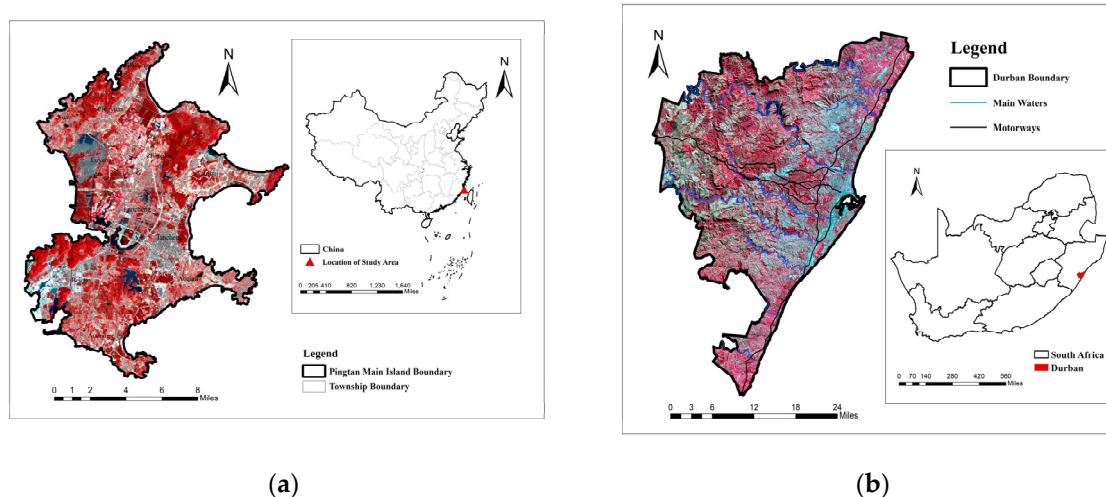 N
N
China
Location of Study Area
0 205 410 820 1,230 1,640
Miles
Legend
Pingtan Main Island Boundary
Township Boundary
0 1 2 4 6 8
Miles
(a)
N
Legend
Durban Boundary
Main Waters
Motorways
N
South Africa
Durban
0 70 140 280 420 560
Miles
0 3 6 12 18 24
Miles
(b)